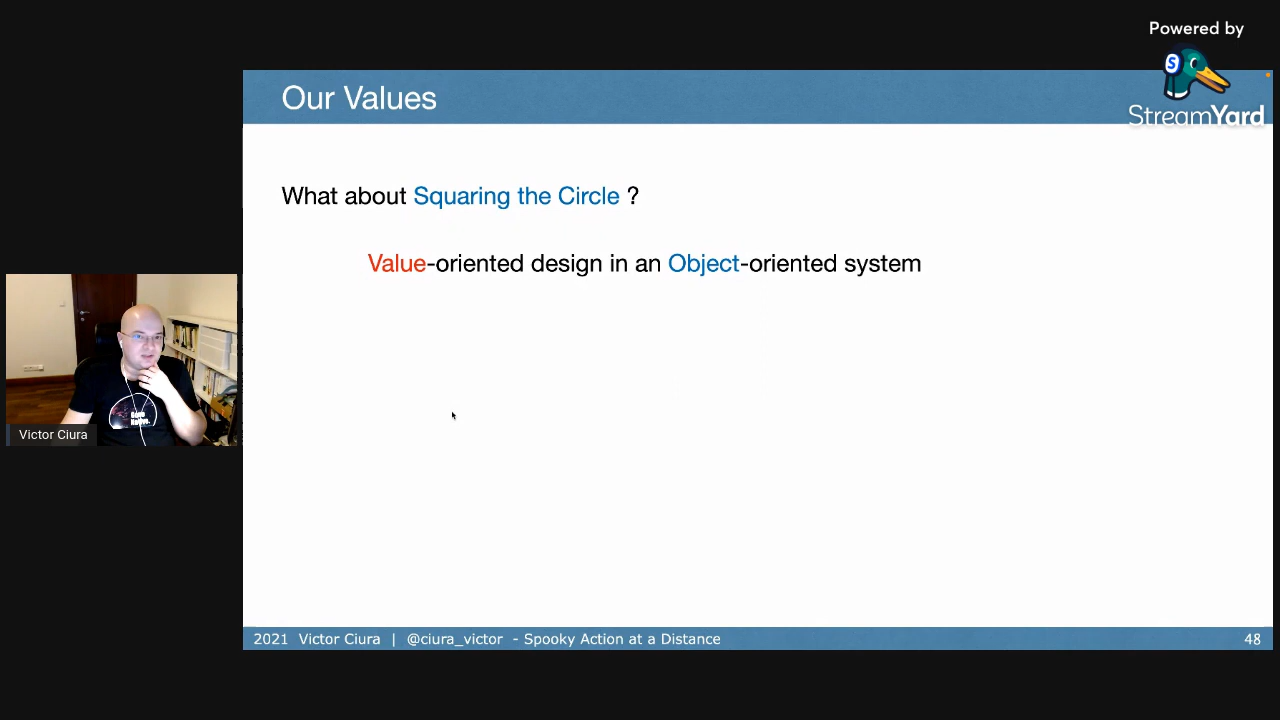 Powered by
StreamYard
Our Values
What about Squaring the Circle ?
Value-oriented design in an Object-oriented system
Victor Ciura
2021 Victor Ciura | @ciura_victor - Spooky Action at a Distance
48